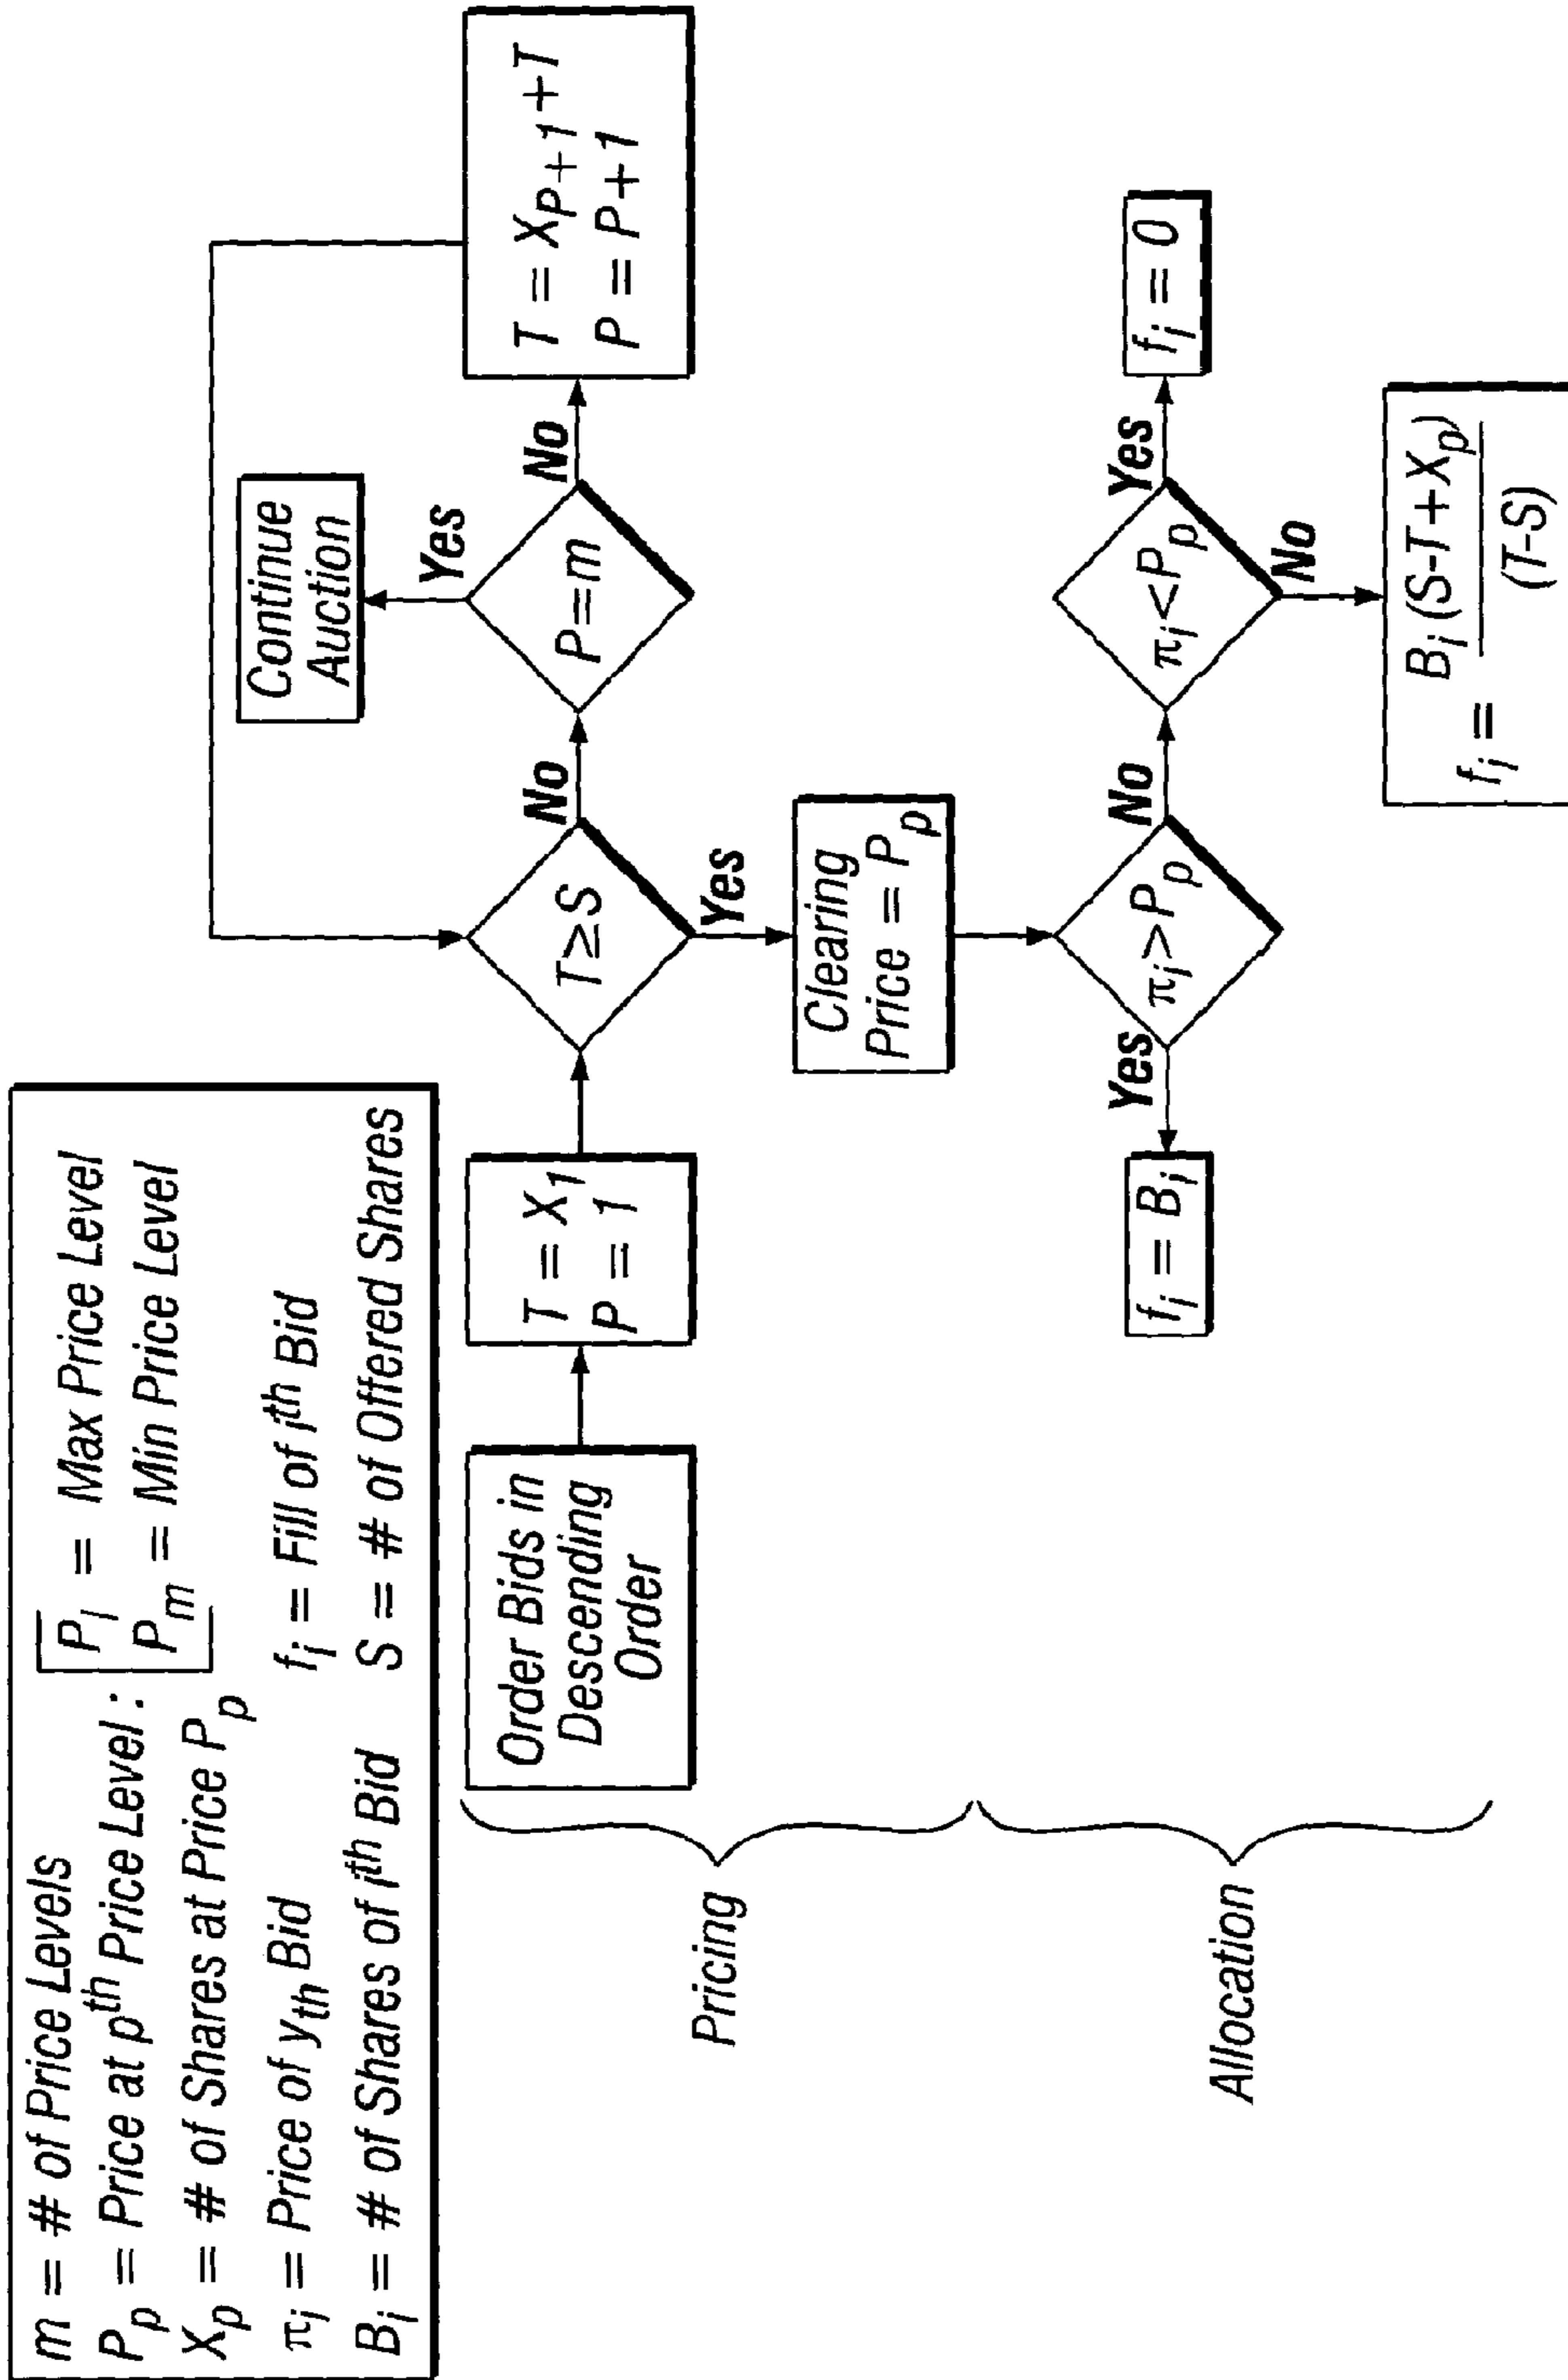 m = # of Price Levels
P_p = Price at p^th Price Level :
P_l = Max Price Level
P_m = Min Price Level
X_p = # of Shares at Price P_p
π_i = Price of y_th Bid
f_i = Fill of i^th Bid
B_i = # of Shares of i^th Bid
S = # of Offered Shares
Pricing
Order Bids in
Descending
Order
T = X_1
P = 1
T≥S
No
Yes
P=m
Yes
Continue
Auction
No
T = X_P+1 + T
P = P+1
Clearing
Price = P_p
Allocation
π_i>P_p
Yes
f_i = B_i
No
π_i<P_p
Yes
f_i = 0
No
f_i = B_i (S-T+X_p)
(T-S)